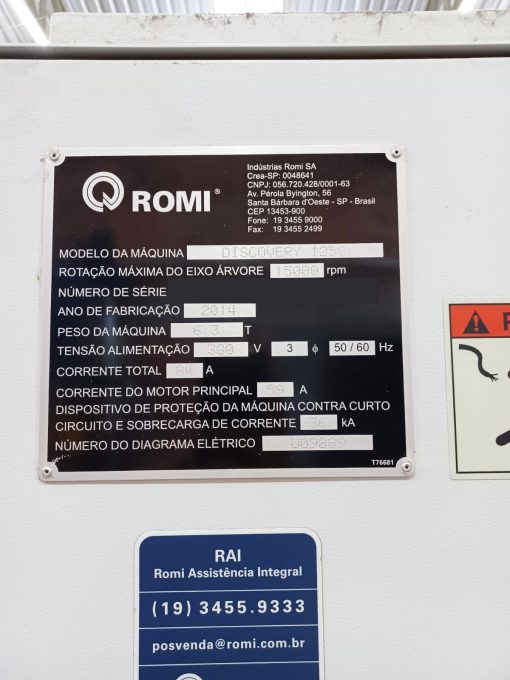 ROMI®
Indústrias Romi SA
Crea-SP: 0048641
CNPJ: 056.720.428/0001-63
Av. Pérola Byington, 56
Santa Bárbara d'Oeste - SP - Brasil
CEP 13453-900
Fone: 19 3455 9000
Fax: 19 3455 2499
MODELO DA MÁQUINA DISCOVERY 1250
ROTAÇÃO MÁXIMA DO EIXO ÁRVORE 15000 rpm
NÚMERO DE SÉRIE
ANO DE FABRICAÇÃO 2014
PESO DA MÁQUINA 6.3 T
TENSÃO ALIMENTAÇÃO 380 V 3 ϕ 50 / 60 Hz
CORRENTE TOTAL 84 A
CORRENTE DO MOTOR PRINCIPAL 59 A
DISPOSITIVO DE PROTEÇÃO DA MÁQUINA CONTRA CURTO
CIRCUITO E SOBRECARGA DE CORRENTE 36 kA
NÚMERO DO DIAGRAMA ELÉTRICO
T76681
RAI
Romi Assistência Integral
(19) 3455.9333
posvenda@romi.com.br